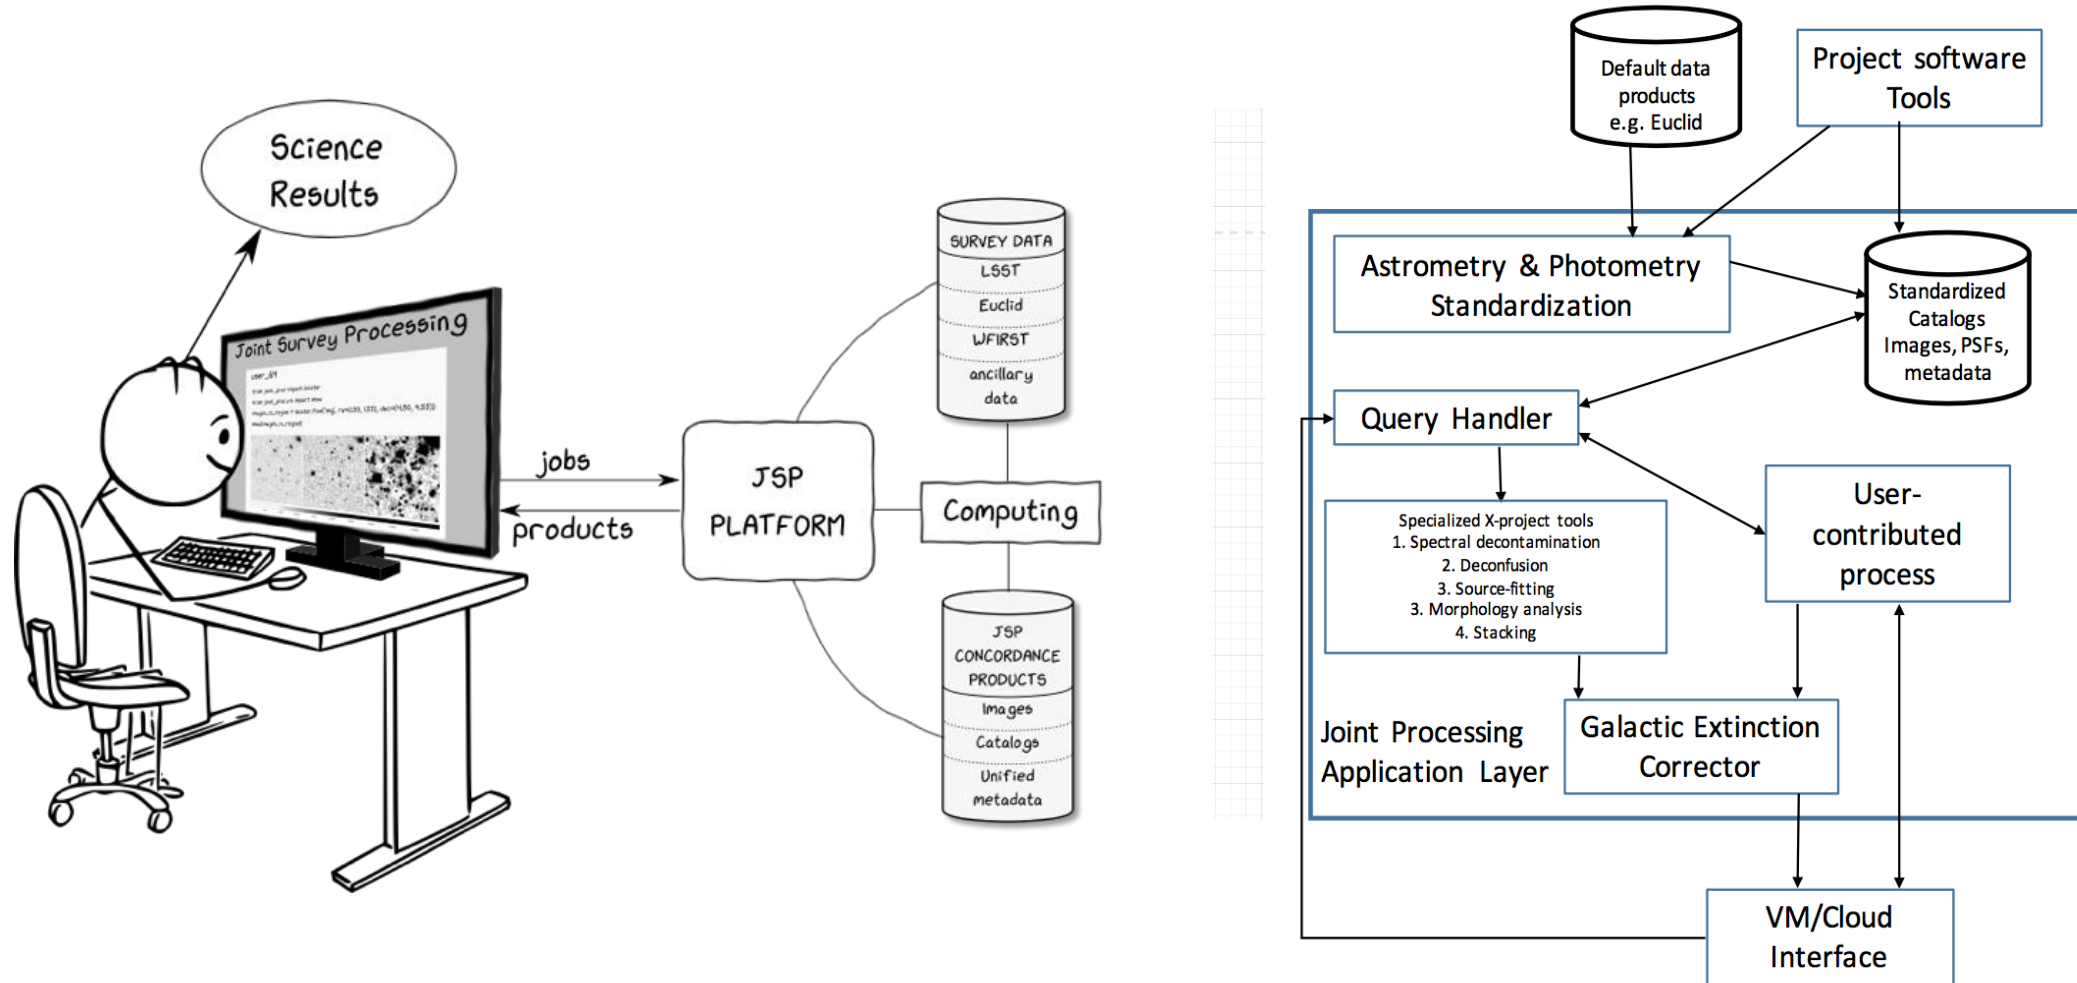 Science
Results
Joint Survey Processing
jobs
products
JSP
PLATFORM
SURVEY DATA
LSST
Euclid
WFIRST
ancillary
data
Computing
JSP
CONCORDANCE
PRODUCTS
Images
Catalogs
Unified
metadata
Default data
products
e.g. Euclid
Project software
Tools
Astrometry & Photometry
Standardization
Standardized
Catalogs
Images, PSFs,
metadata
Query Handler
Specialized X-project tools
1. Spectral decontamination
2. Deconfusion
3. Source-fitting
3. Morphology analysis
4. Stacking
User-
contributed
process
Joint Processing
Application Layer
Galactic Extinction
Corrector
VM/Cloud
Interface